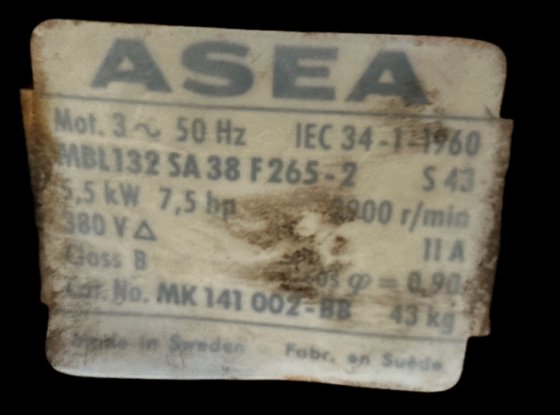 ASEA
Mot. 3 ~ 50 Hz IEC 34-1-1960
MBL132 SA 38 F 265-2 S 43
5,5 kW 7,5 hp 2900 r/min
380 V △ 11 A
Class B cos φ = 0,90
Cat. No. MK 141 002-BB 43 kg
Made in Sweden Fabr. en Suède